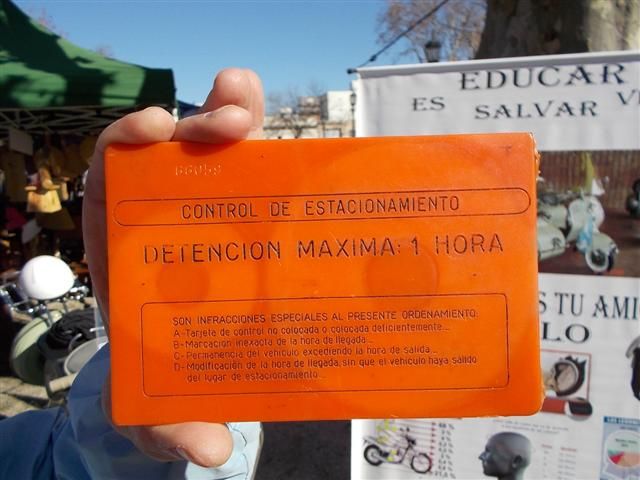 EDUCAR
ES SALVAR
66059
CONTROL DE ESTACIONAMIENTO
DETENCION MAXIMA: 1 HORA
SON INFRACCIONES ESPECIALES AL PRESENTE ORDENAMIENTO:
A-Tarjeta de control no colocada o colocada deficientemente...
B-Marcación inexacta de la hora de llegada...
C-Permanencia del vehículo excediendo la hora de salida...
D-Modificación de la hora de llegada, sin que el vehículo haya salido
del lugar de estacionamiento...
S TU AMI
LO